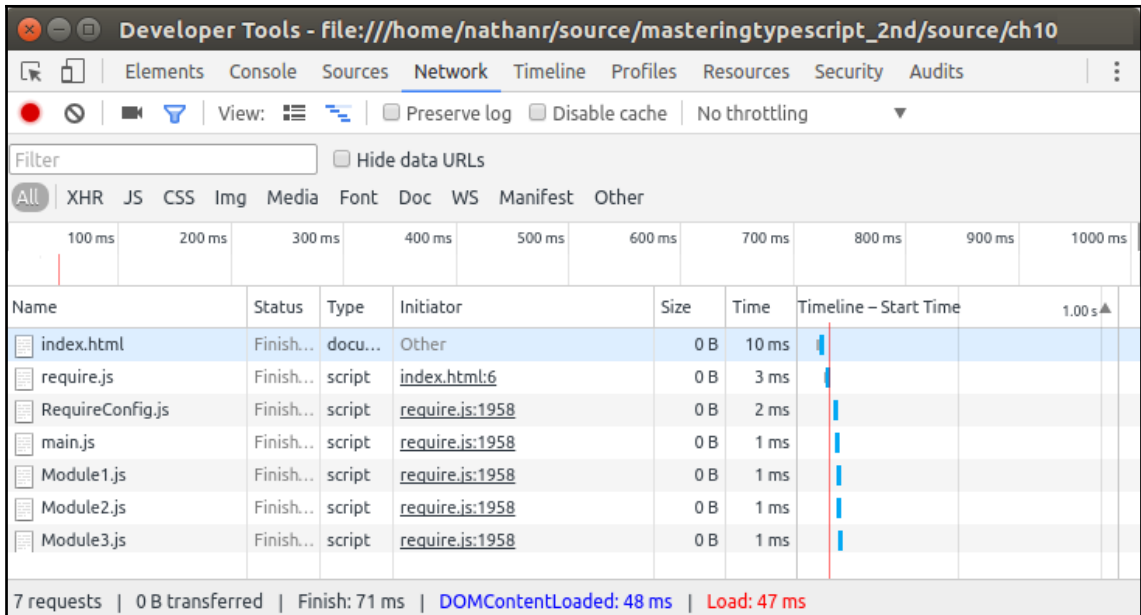 Developer Tools - file:///home/nathanr/source/masteringtypescript_2nd/source/ch10
Elements Console Sources Network Timeline Profiles Resources Security Audits
View: Preserve log Disable cache No throttling
Filter Hide data URLs
All XHR JS CSS Img Media Font Doc WS Manifest Other
100 ms 200 ms 300 ms 400 ms 500 ms 600 ms 700 ms 800 ms 900 ms 1000 ms
Name Status Type Initiator Size Time Timeline – Start Time 1.00 s
index.html Finish... docu... Other 0 B 10 ms
require.js Finish... script index.html:6 0 B 3 ms
RequireConfig.js Finish... script require.js:1958 0 B 2 ms
main.js Finish... script require.js:1958 0 B 1 ms
Module1.js Finish... script require.js:1958 0 B 1 ms
Module2.js Finish... script require.js:1958 0 B 1 ms
Module3.js Finish... script require.js:1958 0 B 1 ms
7 requests | 0 B transferred | Finish: 71 ms | DOMContentLoaded: 48 ms | Load: 47 ms